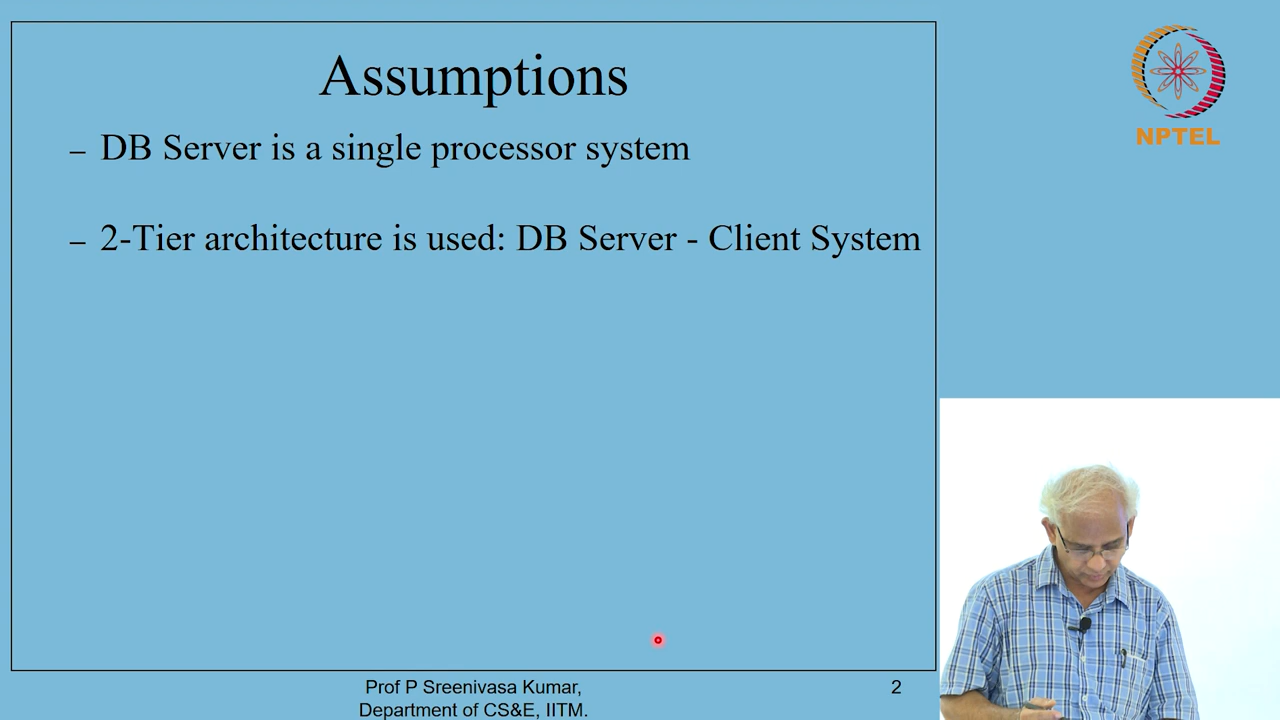 Assumptions
– DB Server is a single processor system
– 2-Tier architecture is used: DB Server - Client System
NPTEL
Prof P Sreenivasa Kumar,
Department of CS&E, IITM.
2